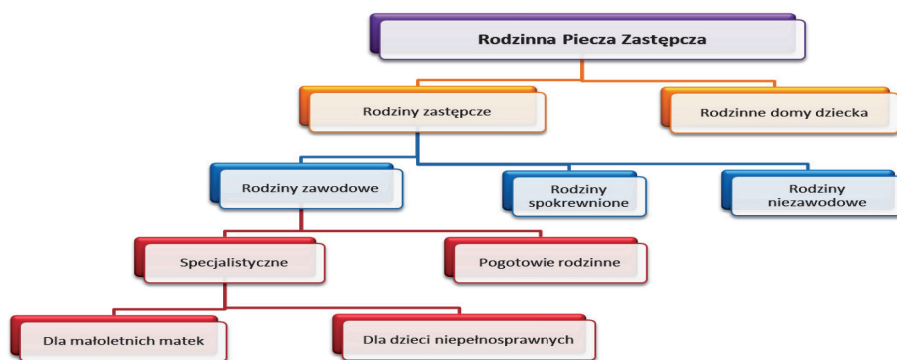 Rodzinna Piecza Zastępcza
Rodziny zastępcze
Rodzinne domy dziecka
Rodziny zawodowe
Rodziny
spokrewnione
Rodziny
niezawodowe
Specjalistyczne
Pogotowie rodzinne
Dla małoletnich matek
Dla dzieci niepełnosprawnych